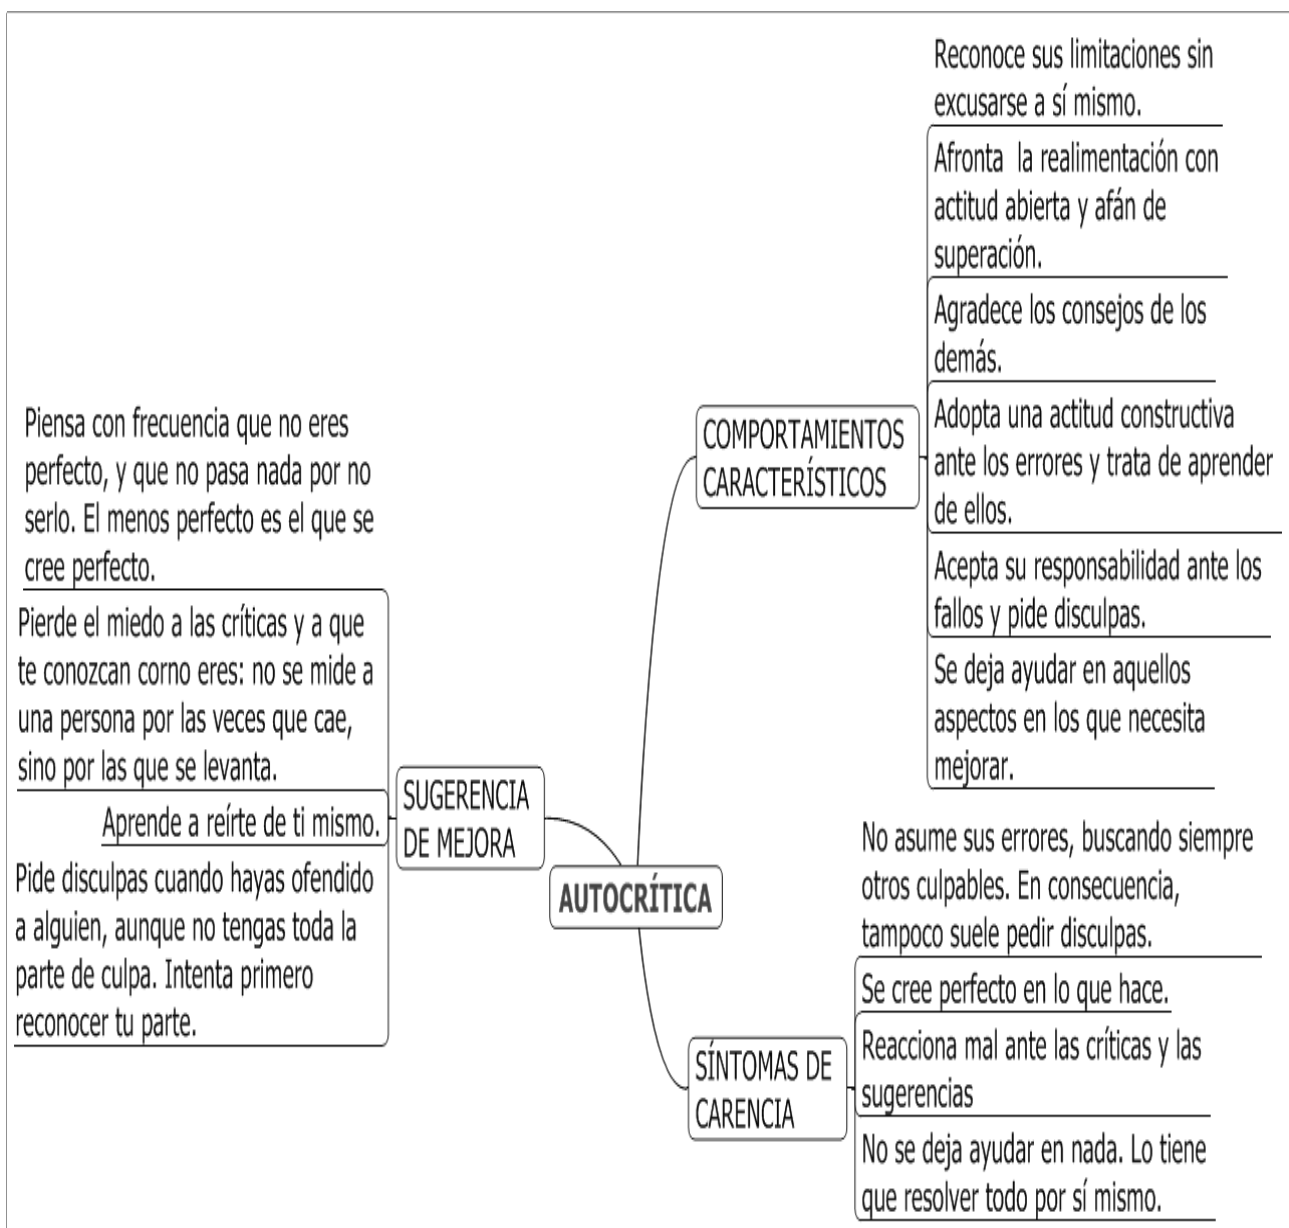 Reconoce sus limitaciones sin
excusarse a sí mismo.
Afronta  la realimentación con
actitud abierta y afán de
superación.
Agradece los consejos de los
demás.
COMPORTAMIENTOS
CARACTERÍSTICOS
Adopta una actitud constructiva
ante los errores y trata de aprender
de ellos.
Acepta su responsabilidad ante los
fallos y pide disculpas.
Se deja ayudar en aquellos
aspectos en los que necesita
mejorar.
Piensa con frecuencia que no eres
perfecto, y que no pasa nada por no
serlo. El menos perfecto es el que se
cree perfecto.
Pierde el miedo a las críticas y a que
te conozcan corno eres: no se mide a
una persona por las veces que cae,
sino por las que se levanta.
Aprende a reírte de ti mismo.
Pide disculpas cuando hayas ofendido
a alguien, aunque no tengas toda la
parte de culpa. Intenta primero
reconocer tu parte.
SUGERENCIA
DE MEJORA
AUTOCRÍTICA
No asume sus errores, buscando siempre
otros culpables. En consecuencia,
tampoco suele pedir disculpas.
Se cree perfecto en lo que hace.
SÍNTOMAS DE
CARENCIA
Reacciona mal ante las críticas y las
sugerencias
No se deja ayudar en nada. Lo tiene
que resolver todo por sí mismo.